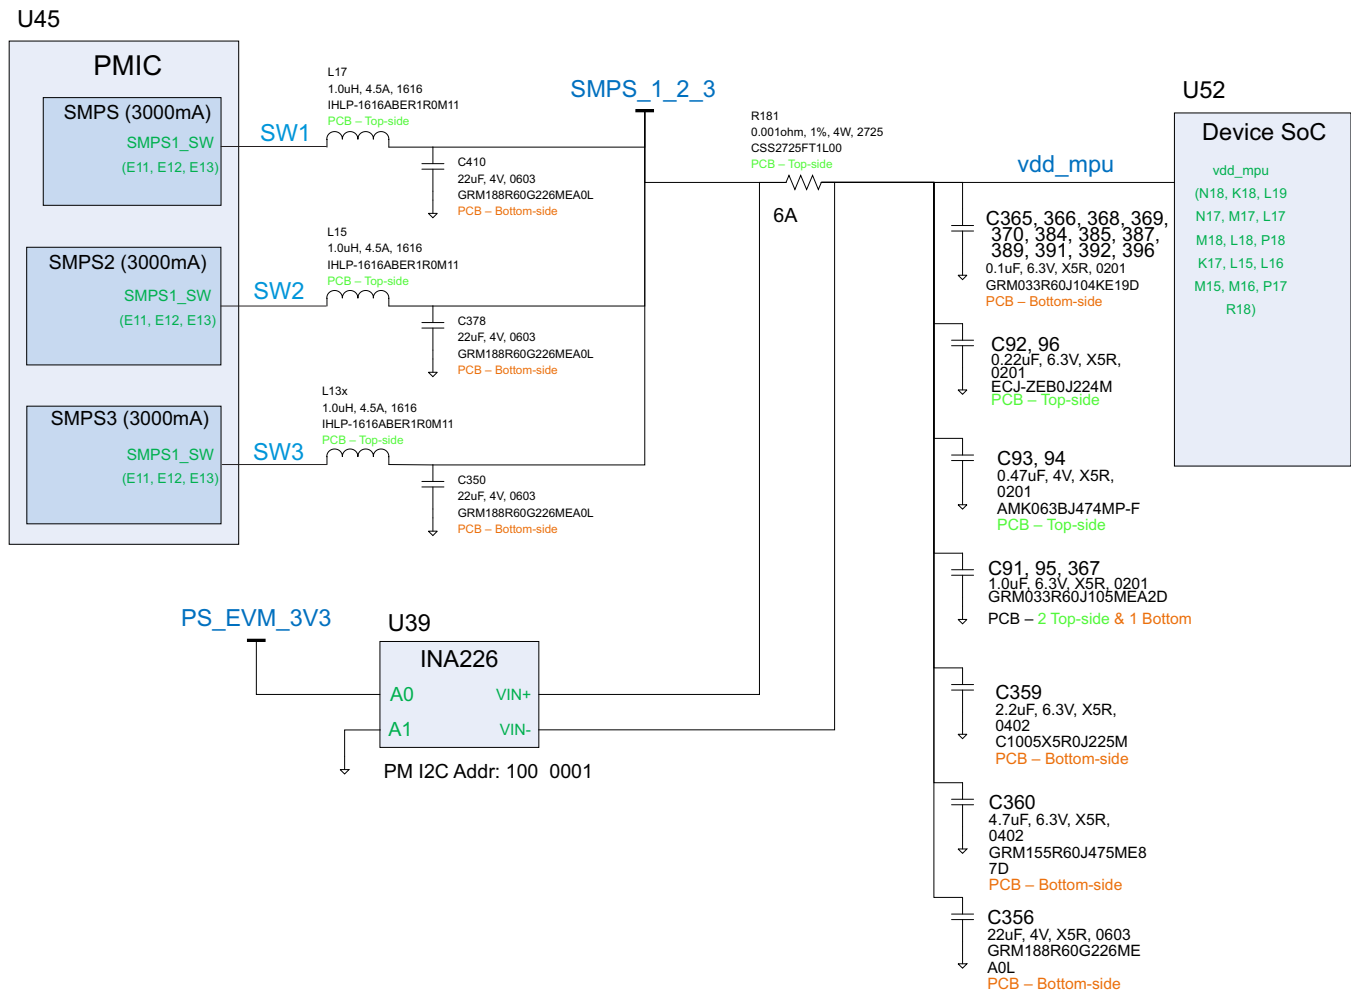 U45
PMIC
SMPS (3000mA)
SMPS1_SW
(E11, E12, E13)
SW1
L17
1.0uH, 4.5A, 1616
IHLP-1616ABER1R0M11
PCB – Top-side
C410
22uF, 4V, 0603
GRM188R60G226MEA0L
PCB – Bottom-side
SMPS2 (3000mA)
SMPS1_SW
(E11, E12, E13)
SW2
L15
1.0uH, 4.5A, 1616
IHLP-1616ABER1R0M11
PCB – Top-side
C378
22uF, 4V, 0603
GRM188R60G226MEA0L
PCB – Bottom-side
SMPS3 (3000mA)
SMPS1_SW
(E11, E12, E13)
SW3
L13x
1.0uH, 4.5A, 1616
IHLP-1616ABER1R0M11
PCB – Top-side
C350
22uF, 4V, 0603
GRM188R60G226MEA0L
PCB – Bottom-side
SMPS_1_2_3
R181
0.001ohm, 1%, 4W, 2725
CSS2725FT1L00
PCB – Top-side
6A
vdd_mpu
U52
Device SoC
vdd_mpu
(N18, K18, L19
N17, M17, L17
M18, L18, P18
K17, L15, L16
M15, M16, P17
R18)
C365, 366, 368, 369,
370, 384, 385, 387,
389, 391, 392, 396
0.1uF, 6.3V, X5R, 0201
GRM033R60J104KE19D
PCB – Bottom-side
C92, 96
0.22uF, 6.3V, X5R,
0201
ECJ-ZEB0J224M
PCB – Top-side
C93, 94
0.47uF, 4V, X5R,
0201
AMK063BJ474MP-F
PCB – Top-side
C91, 95, 367
1.0uF, 6.3V, X5R, 0201
GRM033R60J105MEA2D
PCB – 2 Top-side & 1 Bottom
C359
2.2uF, 6.3V, X5R,
0402
C1005X5R0J225M
PCB – Bottom-side
C360
4.7uF, 6.3V, X5R,
0402
GRM155R60J475ME8
7D
PCB – Bottom-side
C356
22uF, 4V, X5R, 0603
GRM188R60G226ME
A0L
PCB – Bottom-side
PS_EVM_3V3
U39
INA226
A0
VIN+
A1
VIN-
PM I2C Addr: 100 0001